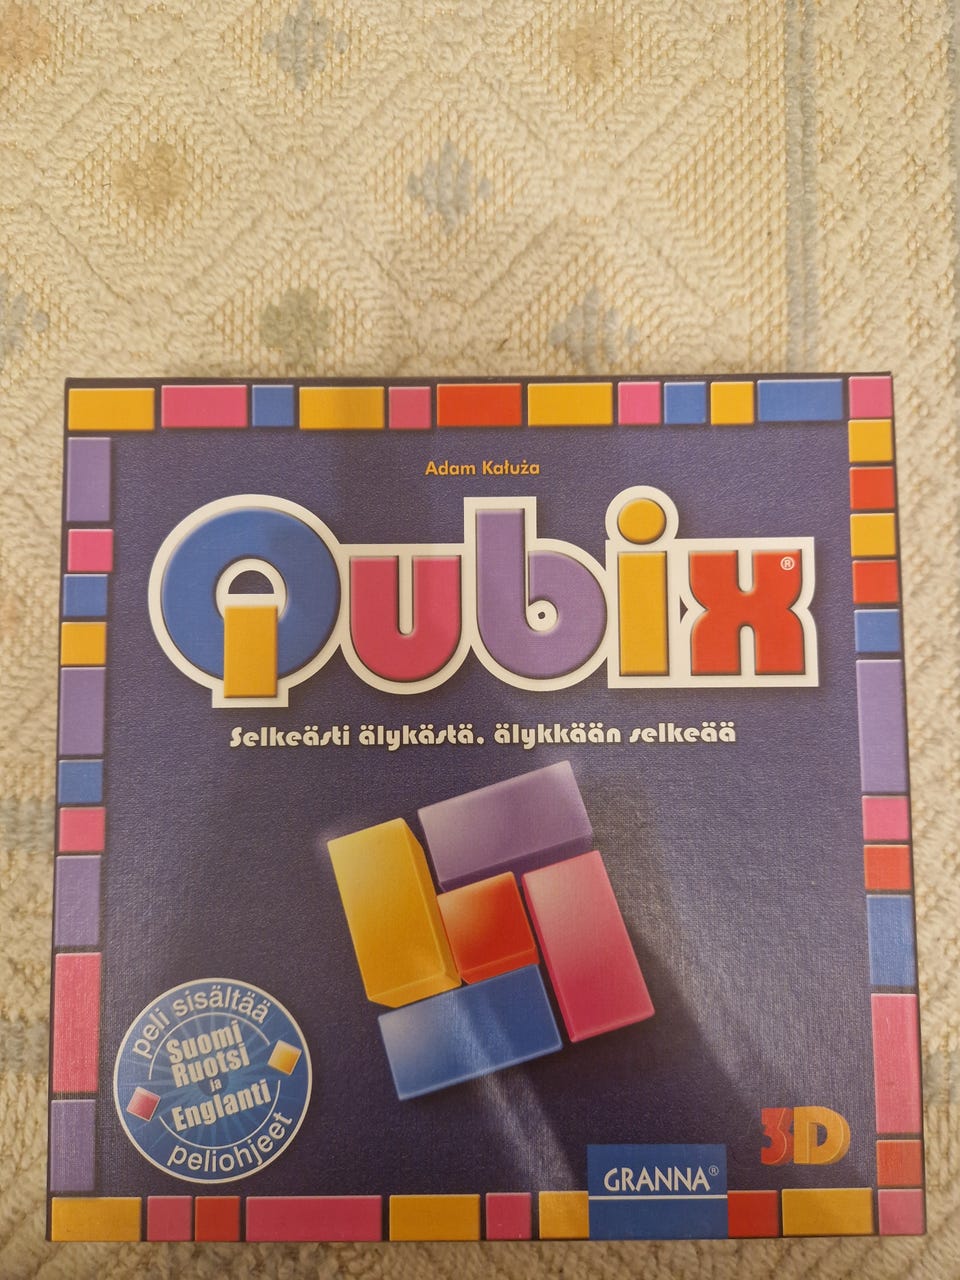 Adam Kałuża
Qubix®
Selkeästi älykästä, älykkään selkeää
peli sisältää
Suomi
Ruotsi
ja
Englanti
peliohjeet
3D
GRANNA®